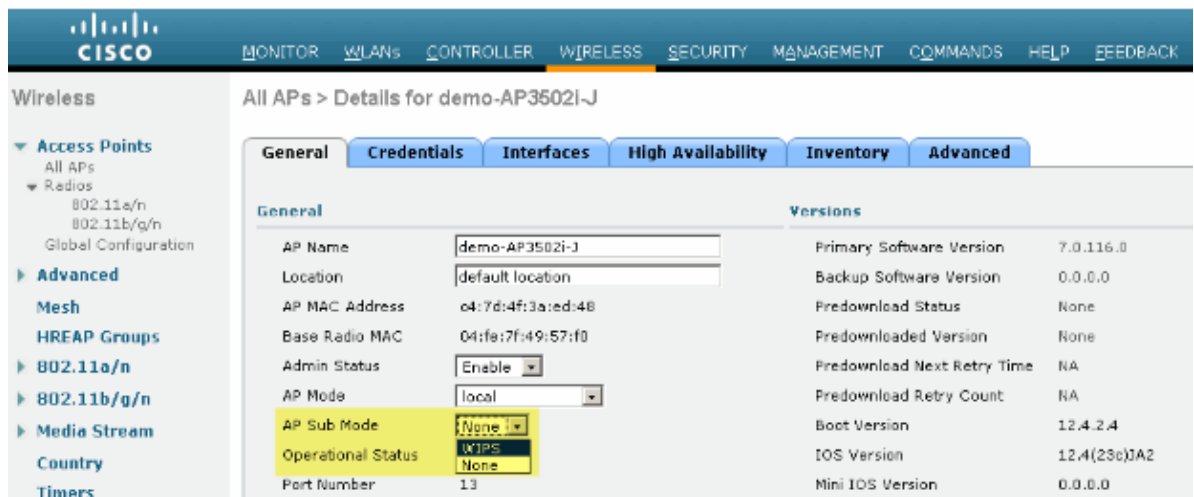 CISCO
MONITOR WLANs CONTROLLER WIRELESS SECURITY MANAGEMENT COMMANDS HELP FEEDBACK
Wireless
Access Points
All APs
Radios
802.11a/n
802.11b/g/n
Global Configuration
Advanced
Mesh
HREAP Groups
802.11a/n
802.11b/g/n
Media Stream
Country
Timers
All APs > Details for demo-AP3502i-J
General Credentials Interfaces High Availability Inventory Advanced
General
AP Name demo-AP3502i-J
Location default location
AP MAC Address c4:7d:4f:3a:ed:48
Base Radio MAC 04:fe:7f:49:57:f0
Admin Status Enable
AP Mode local
AP Sub Mode None
WIPS
Operational Status None
Port Number 13
Versions
Primary Software Version 7.0.116.0
Backup Software Version 0.0.0.0
Predownload Status None
Predownloaded Version None
Predownload Next Retry Time NA
Predownload Retry Count NA
Boot Version 12.4.2.4
IOS Version 12.4(23c)JA2
Mini IOS Version 0.0.0.0